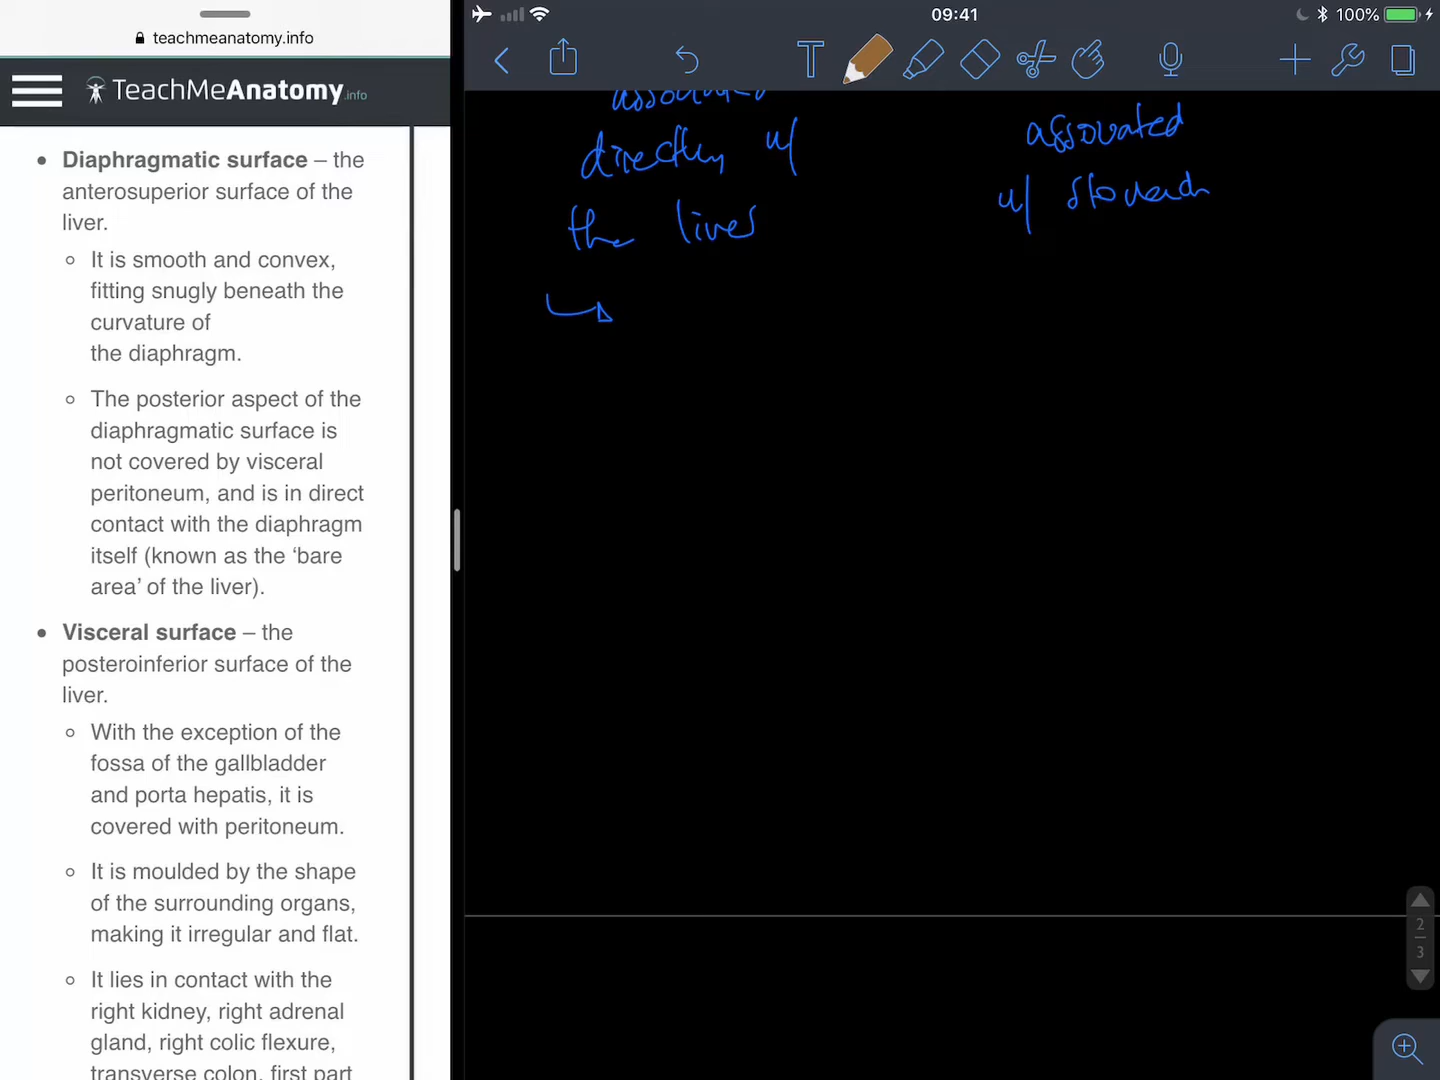 teachmeanatomy.info
TeachMeAnatomy.info
• Diaphragmatic surface – the
anterosuperior surface of the
liver.
It is smooth and convex,
fitting snugly beneath the
curvature of
the diaphragm.
The posterior aspect of the
diaphragmatic surface is
not covered by visceral
peritoneum, and is in direct
contact with the diaphragm
itself (known as the ‘bare
area’ of the liver).
• Visceral surface – the
posteroinferior surface of the
liver.
With the exception of the
fossa of the gallbladder
and porta hepatis, it is
covered with peritoneum.
It is moulded by the shape
of the surrounding organs,
making it irregular and flat.
It lies in contact with the
right kidney, right adrenal
gland, right colic flexure,
transverse colon, first part
09:41
100%
T
associated
directly w/
the liver
associated
w/ stomach
2
3